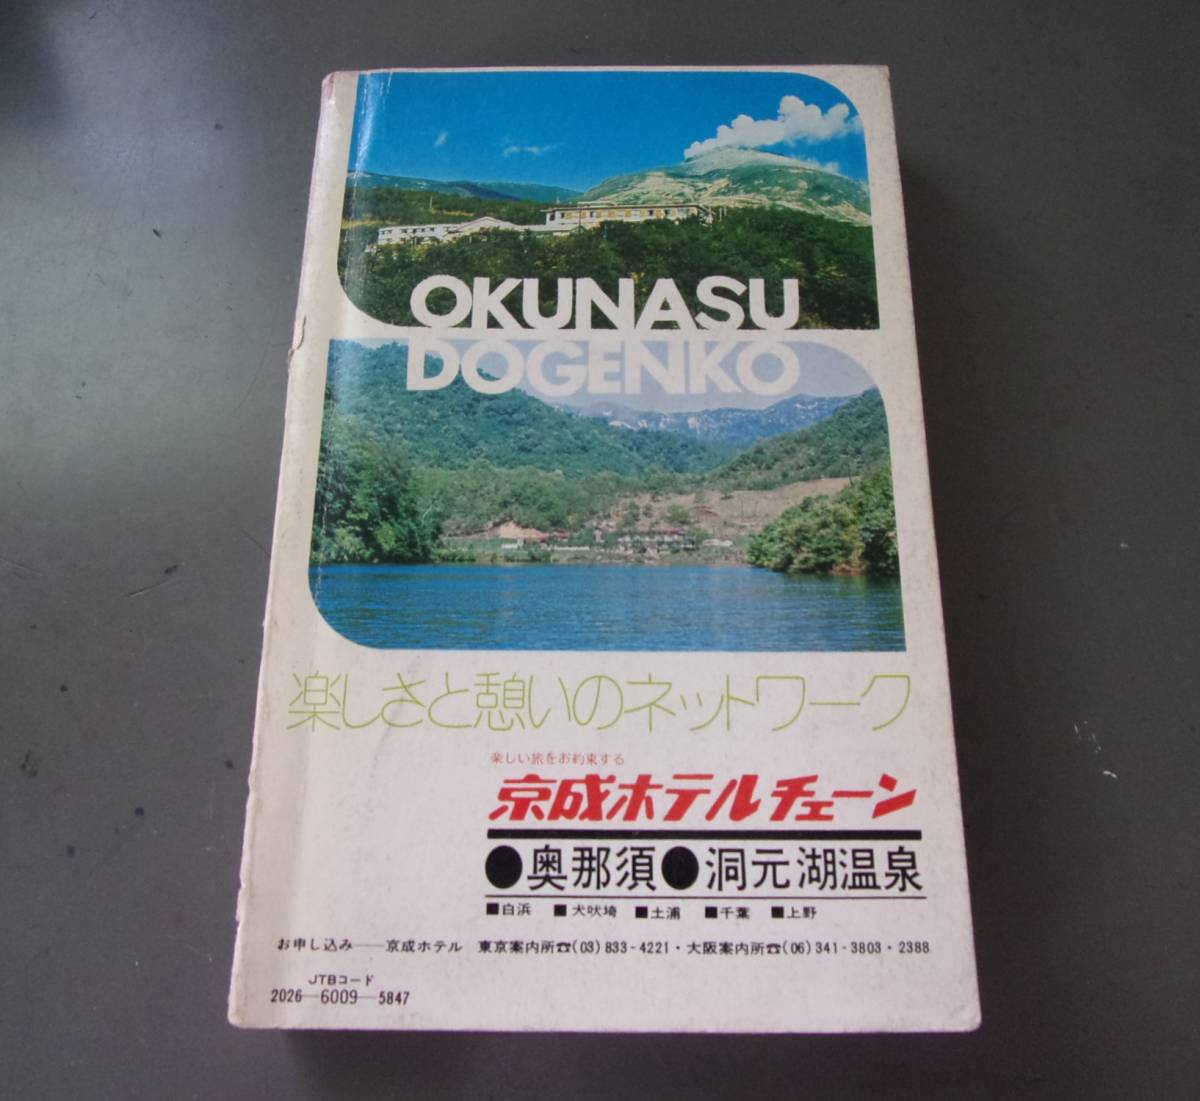 OKUNASU
DOGENKO
楽しさと憩いのネットワーク
楽しい旅をお約束する
京成ホテルチェーン
●奥那須●洞元湖温泉
■白浜 ■犬吠埼 ■土浦 ■千葉 ■上野
お申し込み――京成ホテル 東京案内所☎(03)833-4221・大阪案内所☎(06)341-3803・2388
JTBコード
2026―6009―5847